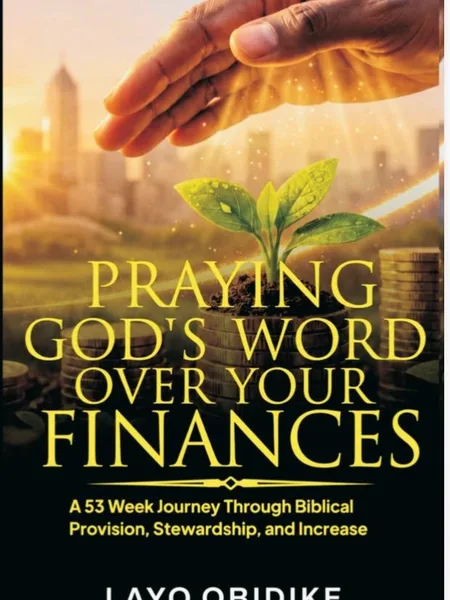 PRAYING
GOD'S WORD
OVER YOUR
FINANCES
A 53 Week Journey Through Biblical
Provision, Stewardship, and Increase
LAYO OBIDIKE